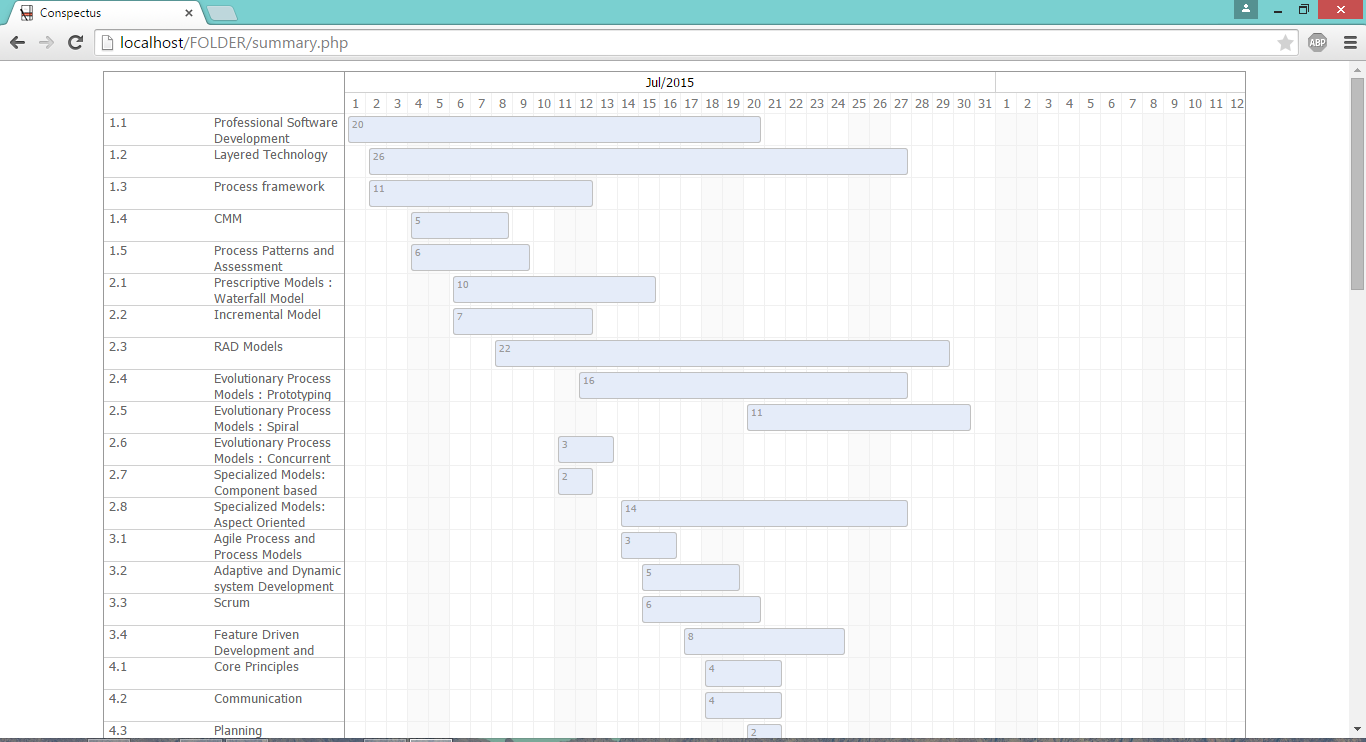 Conspectus
localhost/FOLDER/summary.php
ABP
Jul/2015
1 2 3 4 5 6 7 8 9 10 11 12 13 14 15 16 17 18 19 20 21 22 23 24 25 26 27 28 29 30 31 1 2 3 4 5 6 7 8 9 10 11 12
1.1 Professional Software 20
Development
1.2 Layered Technology 26
1.3 Process framework 11
1.4 CMM 5
1.5 Process Patterns and 6
Assessment
2.1 Prescriptive Models : 10
Waterfall Model
2.2 Incremental Model 7
2.3 RAD Models 22
2.4 Evolutionary Process 16
Models : Prototyping
2.5 Evolutionary Process 11
Models : Spiral
2.6 Evolutionary Process 3
Models : Concurrent
2.7 Specialized Models: 2
Component based
2.8 Specialized Models: 14
Aspect Oriented
3.1 Agile Process and 3
Process Models
3.2 Adaptive and Dynamic 5
system Development
3.3 Scrum 6
3.4 Feature Driven 8
Development and
4.1 Core Principles 4
4.2 Communication 4
4.3 Planning 2